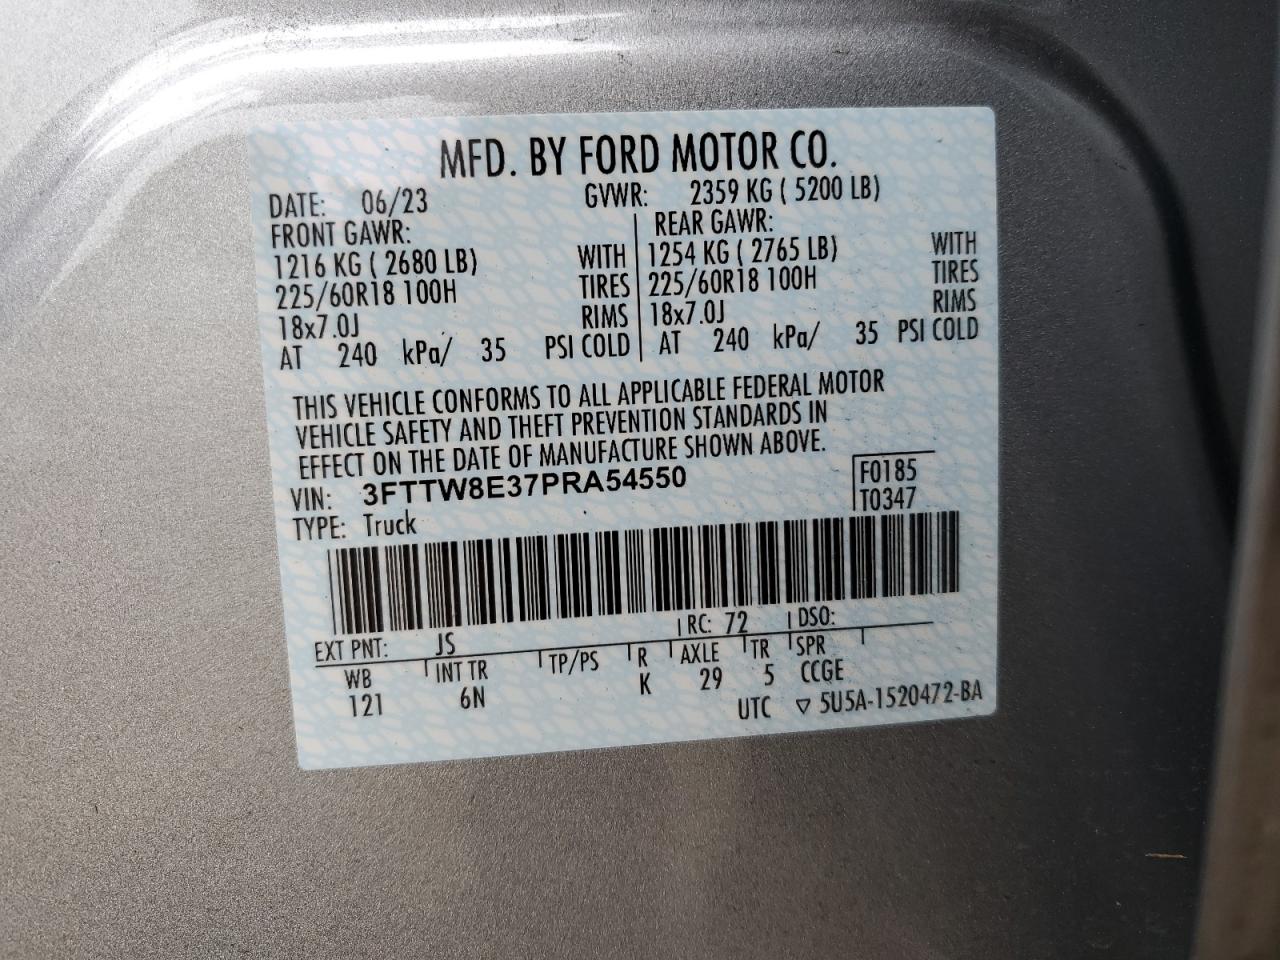 MFD. BY FORD MOTOR CO.
DATE: 06/23 GVWR: 2359 KG ( 5200 LB)
FRONT GAWR: REAR GAWR:
1216 KG ( 2680 LB) WITH 1254 KG ( 2765 LB) WITH
225/60R18 100H TIRES 225/60R18 100H TIRES
18x7.0J RIMS 18x7.0J RIMS
AT 240 kPa/ 35 PSI COLD AT 240 kPa/ 35 PSI COLD
THIS VEHICLE CONFORMS TO ALL APPLICABLE FEDERAL MOTOR
VEHICLE SAFETY AND THEFT PREVENTION STANDARDS IN
EFFECT ON THE DATE OF MANUFACTURE SHOWN ABOVE.
VIN: 3FTTW8E37PRA54550 F0185
TYPE: Truck T0347
EXT PNT: JS RC: 72 DSO:
WB INT TR TP/PS R AXLE TR SPR
121 6N K 29 5 CCGE
UTC ▽ 5U5A-1520472-BA